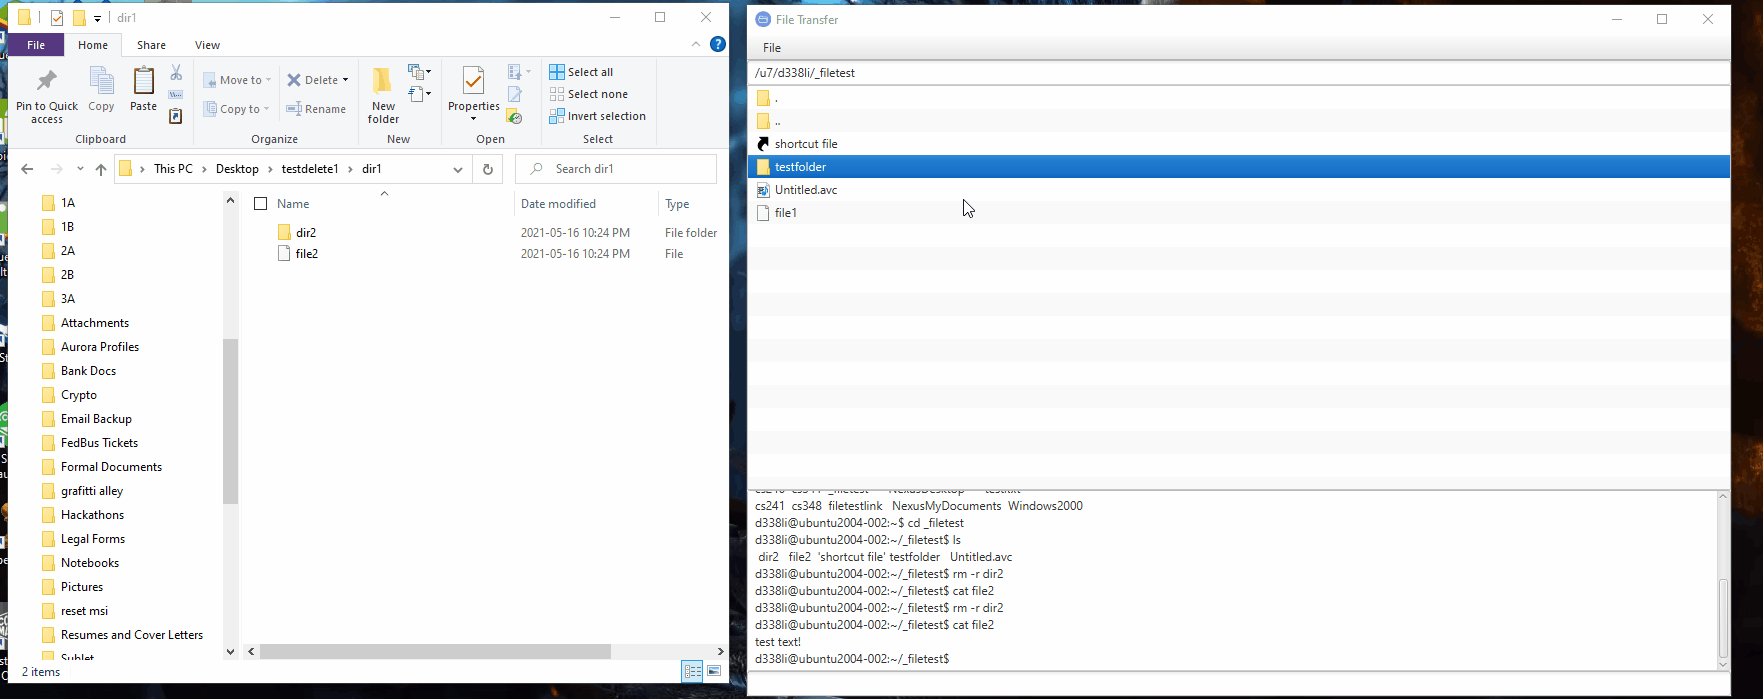 dir1
File Home Share View
Pin to Quick access
Copy
Paste
Clipboard
Move to
Copy to
Delete
Rename
Organize
New folder
New
Properties
Open
Select all
Select none
Invert selection
Select
This PC Desktop testdelete1 dir1
Search dir1
1A
1B
2A
2B
3A
Attachments
Aurora Profiles
Bank Docs
Crypto
Email Backup
FedBus Tickets
Formal Documents
grafitti alley
Hackathons
Legal Forms
Notebooks
Pictures
reset msi
Resumes and Cover Letters
Sublet
Name Date modified Type
dir2 2021-05-16 10:24 PM File folder
file2 2021-05-16 10:24 PM File
2 items
File Transfer
File
/u7/d338li/_filetest
.
..
shortcut file
testfolder
Untitled.avc
file1
cs241 cs348 filetestlink NexusMyDocuments Windows2000
d338li@ubuntu2004-002:~$ cd _filetest
d338li@ubuntu2004-002:~/_filetest$ ls
dir2 file2 'shortcut file' testfolder Untitled.avc
d338li@ubuntu2004-002:~/_filetest$ rm -r dir2
d338li@ubuntu2004-002:~/_filetest$ cat file2
d338li@ubuntu2004-002:~/_filetest$ rm -r dir2
d338li@ubuntu2004-002:~/_filetest$ cat file2
test text!
d338li@ubuntu2004-002:~/_filetest$